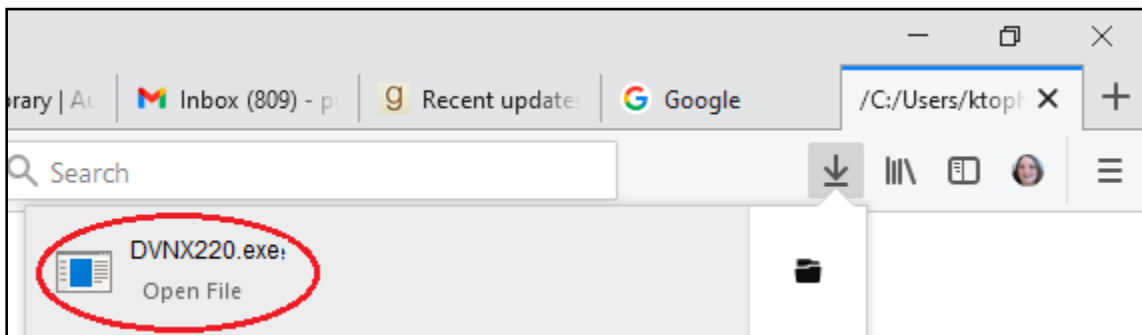 rary | Au Inbox (809) - p Recent update Google /C:/Users/ktoph
Search
DVNX220.exe
Open File